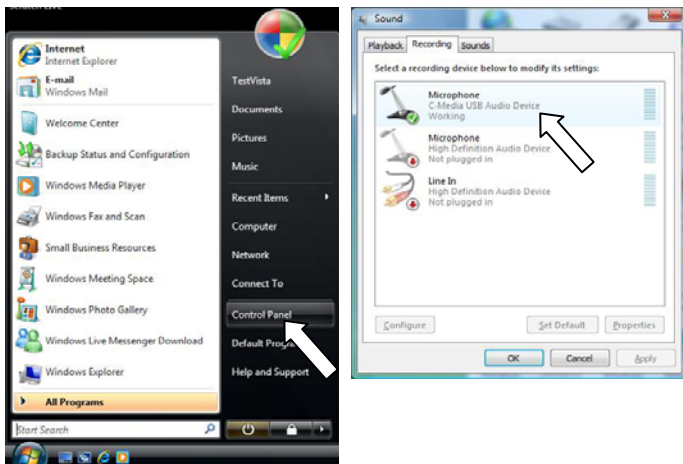 Internet
Internet Explorer
E-mail
Windows Mail
Welcome Center
Backup Status and Configuration
Windows Media Player
Windows Fax and Scan
Small Business Resources
Windows Meeting Space
Windows Photo Gallery
Windows Live Messenger Download
Windows Explorer
All Programs
Start Search
TestVista
Documents
Pictures
Music
Recent Items
Computer
Network
Connect To
Control Panel
Default
Help and Support
Sound
Playback Recording Sounds
Select a recording device below to modify its settings:
Microphone
C-Media USB Audio Device
Working
Microphone
High Definition Audio Device
Not plugged in
Line In
High Definition Audio Device
Not plugged in
Configure Set Default Properties
OK Cancel Apply